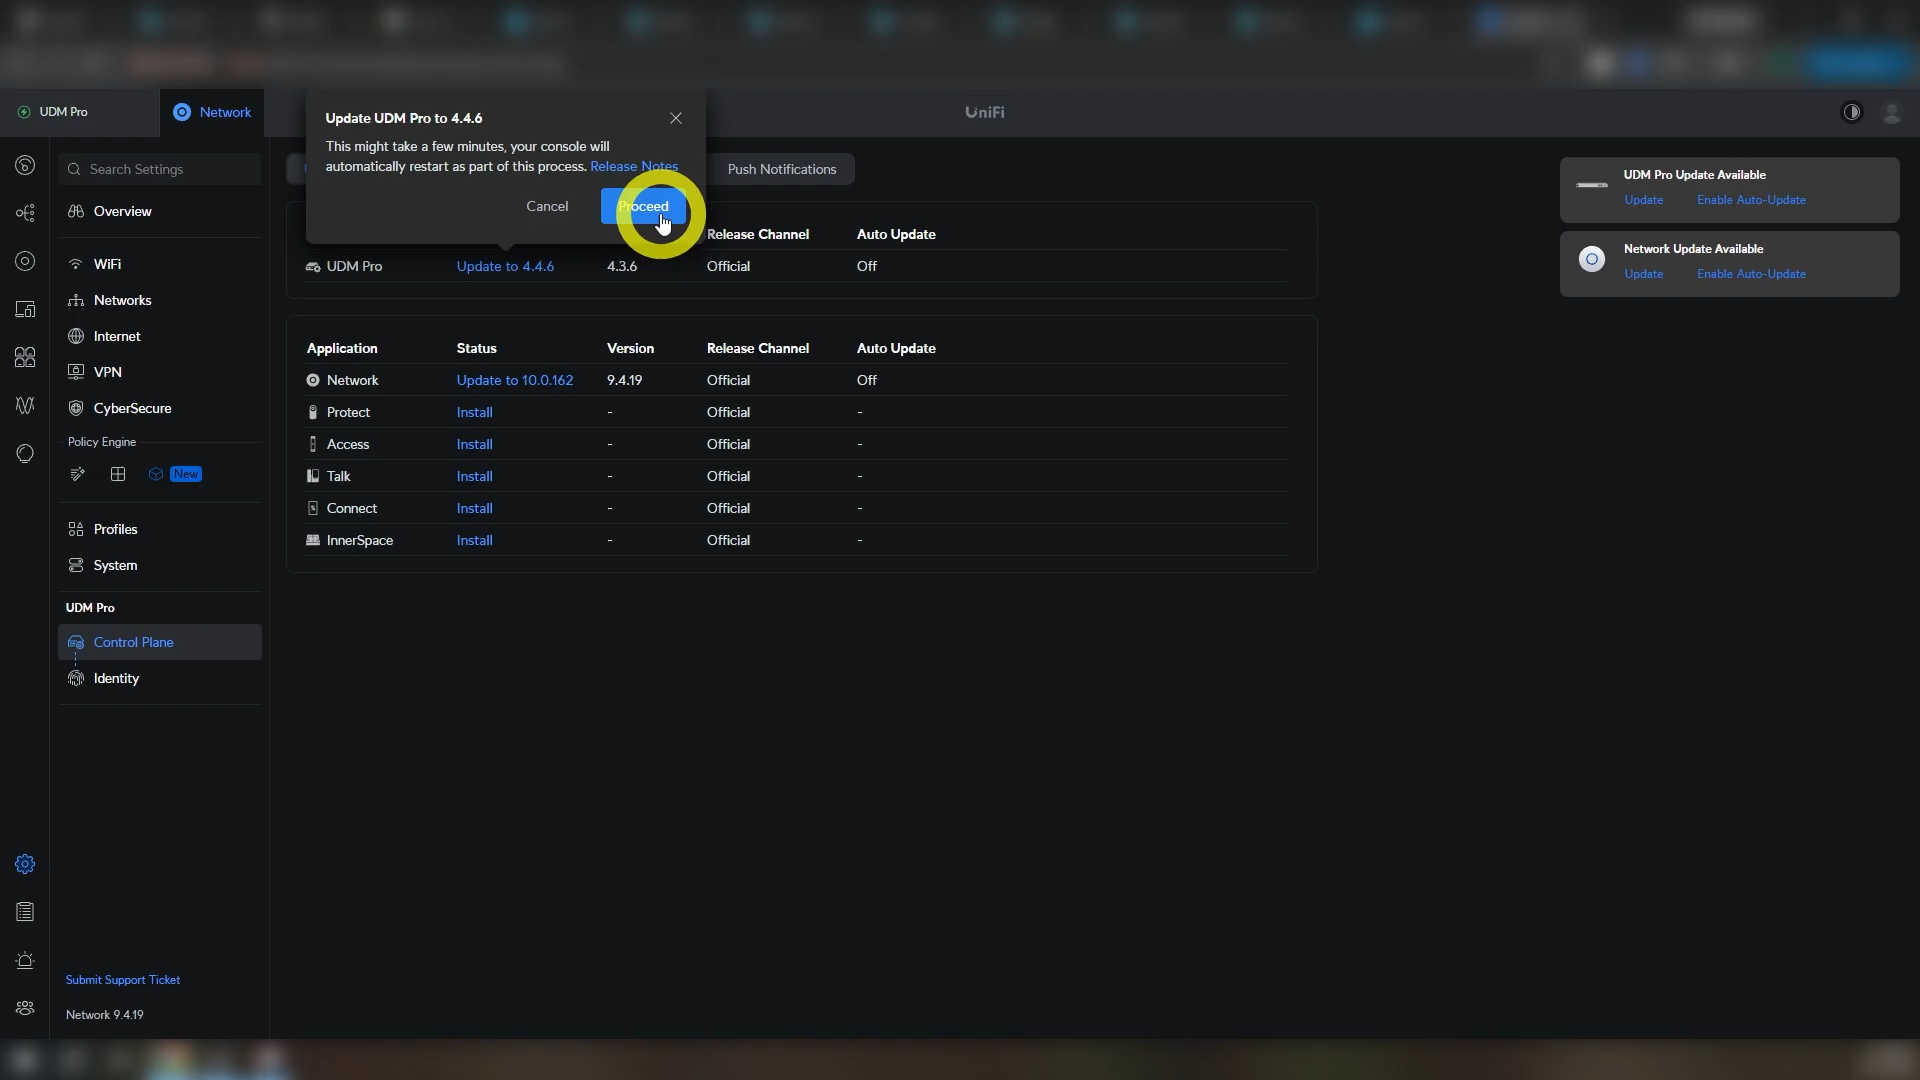 UDM Pro
Network
UniFi
Update UDM Pro to 4.4.6
This might take a few minutes, your console will
automatically restart as part of this process. Release Notes
Cancel
Proceed
Search Settings
Overview
WiFi
Networks
Internet
VPN
CyberSecure
Policy Engine
New
Profiles
System
UDM Pro
Control Plane
Identity
Submit Support Ticket
Network 9.4.19
Push Notifications
Release Channel Auto Update
UDM Pro Update to 4.4.6 4.3.6 Official Off
Application Status Version Release Channel Auto Update
Network Update to 10.0.162 9.4.19 Official Off
Protect Install - Official -
Access Install - Official -
Talk Install - Official -
Connect Install - Official -
InnerSpace Install - Official -
UDM Pro Update Available
Update Enable Auto-Update
Network Update Available
Update Enable Auto-Update